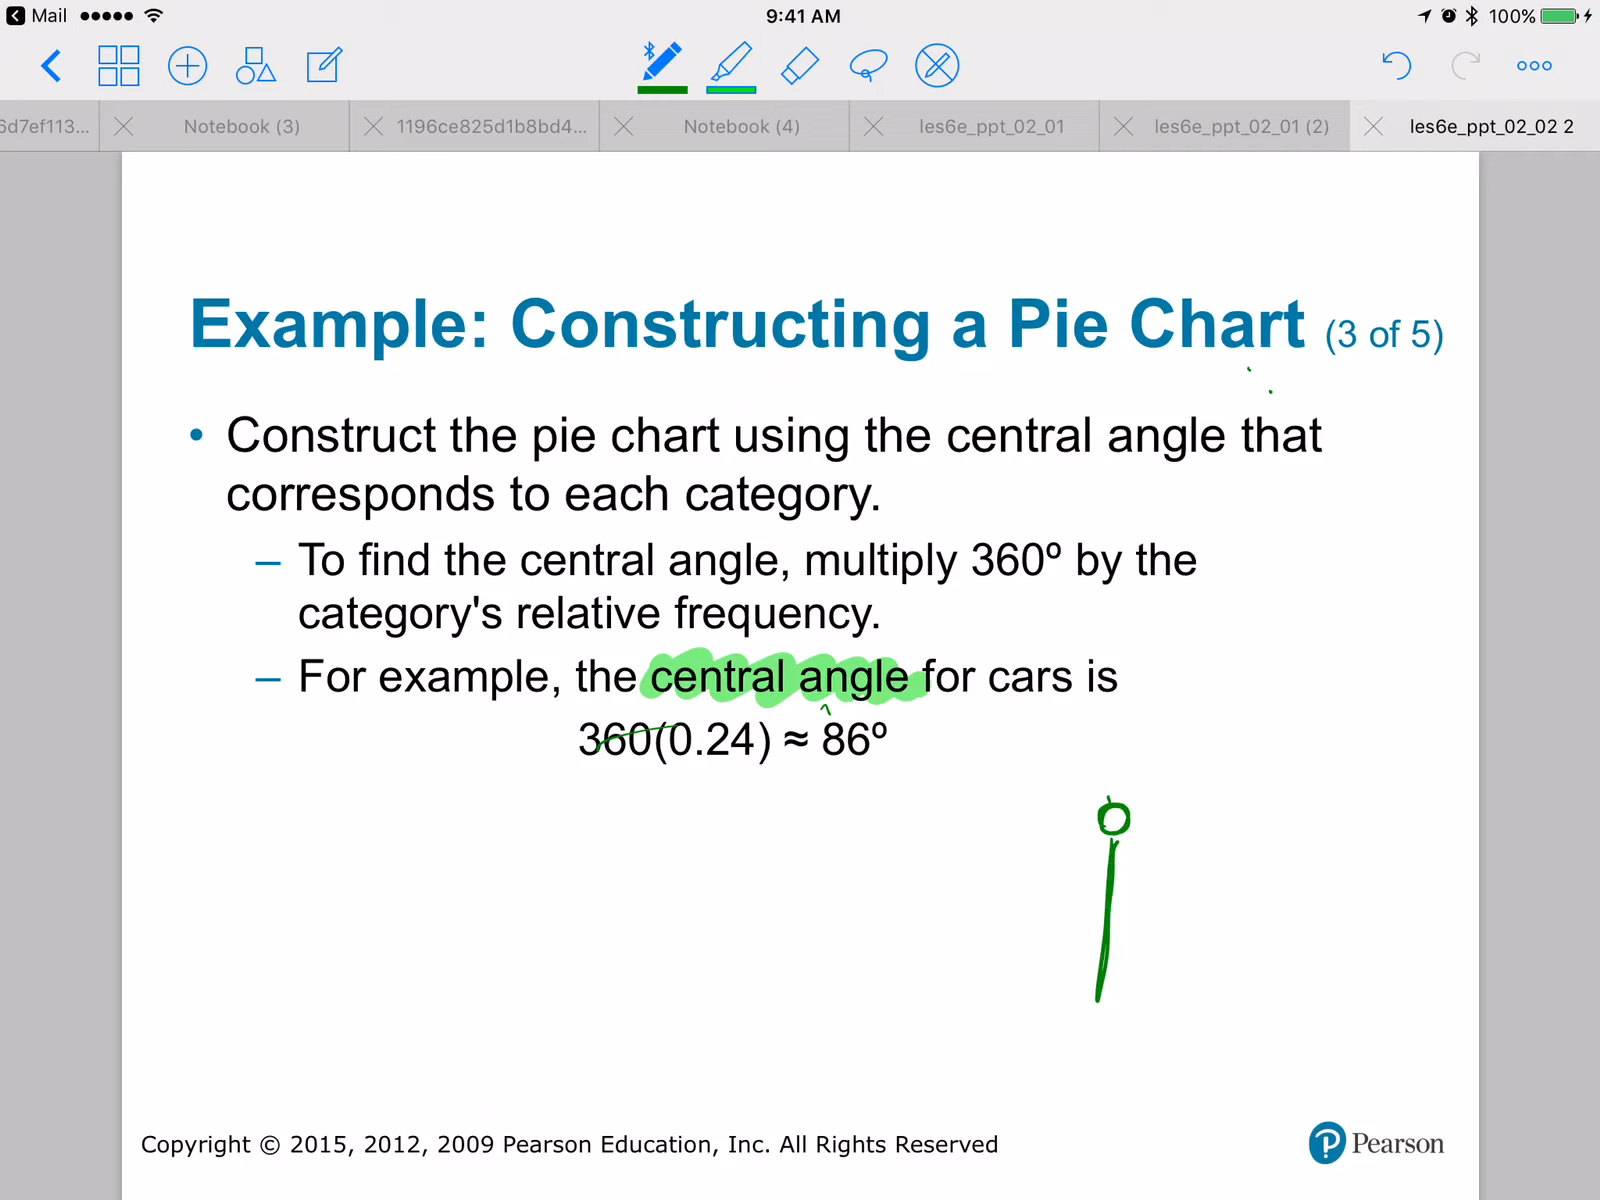 Mail
9:41 AM
100%
6d7ef113...
Notebook (3)
1196ce825d1b8bd4...
Notebook (4)
les6e_ppt_02_01
les6e_ppt_02_01 (2)
les6e_ppt_02_02 2
Example: Constructing a Pie Chart (3 of 5)
• Construct the pie chart using the central angle that
corresponds to each category.
– To find the central angle, multiply 360º by the
category's relative frequency.
– For example, the central angle for cars is
360(0.24) ≈ 86º
Copyright © 2015, 2012, 2009 Pearson Education, Inc. All Rights Reserved
Pearson